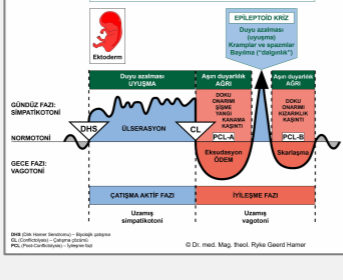 EPİLEPTOİD KRİZ
Duyu azalması
(uyuşma)
Kramplar ve spazmlar
Bayılma ("dalgınlık")
Ektoderm
Duyu azalması
UYUŞMA
Aşırı duyarlılık
AĞRI
Aşırı duyarlılık
AĞRI
GÜNDÜZ FAZI:
SİMPATİKOTONİ
DOKU
ONARIMI
ŞİŞME
YANGI
KANAMA
KAŞINTI
DOKU
ONARIMI
KIZARIKLIK
KAŞINTI
NORMOTONİ
DHS
ÜLSERASYON
CL
PCL-A
PCL-B
GECE FAZI:
VAGOTONİ
Eksudasyon
ÖDEM
Skarlaşma
ÇATIŞMA AKTİF FAZI
İYİLEŞME FAZI
Uzamış
simpatikotoni
Uzamış
vagotoni
DHS (Dirk Hamer Sendromu) – Biyolojik çatışma
CL (Conflictolysis) – Çatışma çözümü
PCL (Post-Conflictolysis) – İyileşme fazı
© Dr. med. Mag. theol. Ryke Geerd Hamer